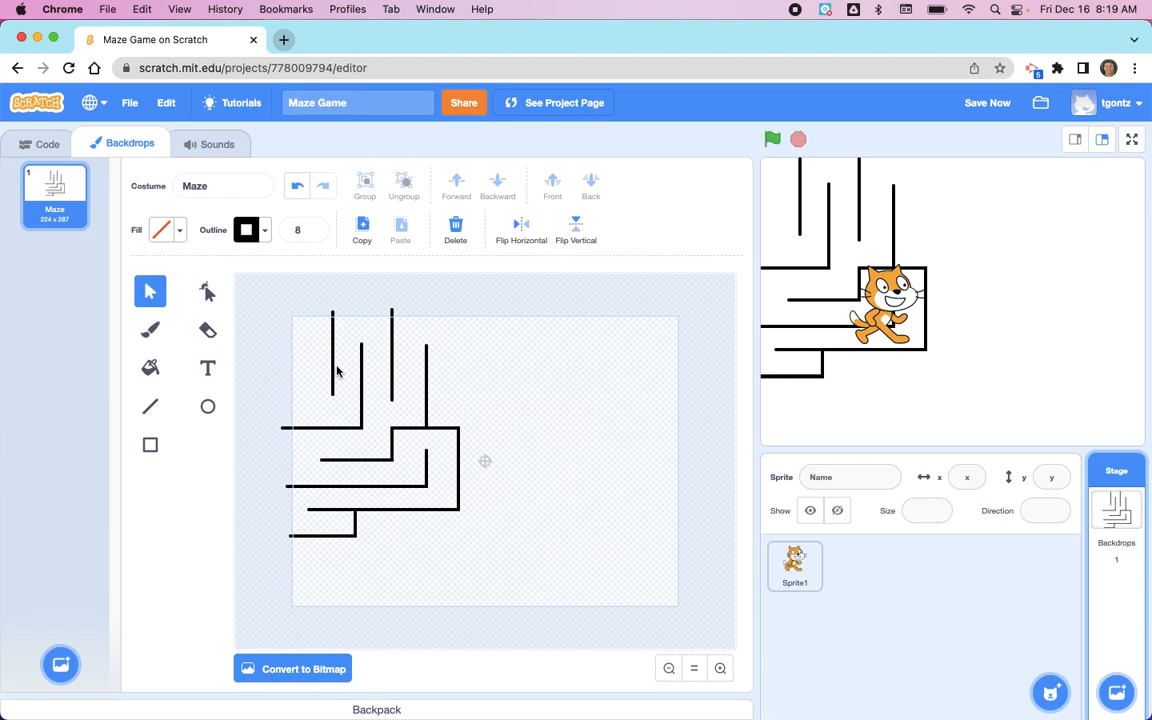 Chrome File Edit View History Bookmarks Profiles Tab Window Help Fri Dec 16 8:19 AM
Maze Game on Scratch
scratch.mit.edu/projects/778009794/editor
5
SCRATCH File Edit Tutorials Maze Game Share See Project Page Save Now tgontz
Code Backdrops Sounds
1
Maze
224 x 287
Costume Maze
Group Ungroup Forward Backward Front Back
Fill Outline 8
Copy Paste Delete Flip Horizontal Flip Vertical
Convert to Bitmap
Backpack
Sprite Name x x y y
Show Size Direction
Sprite1
Stage
Backdrops
1